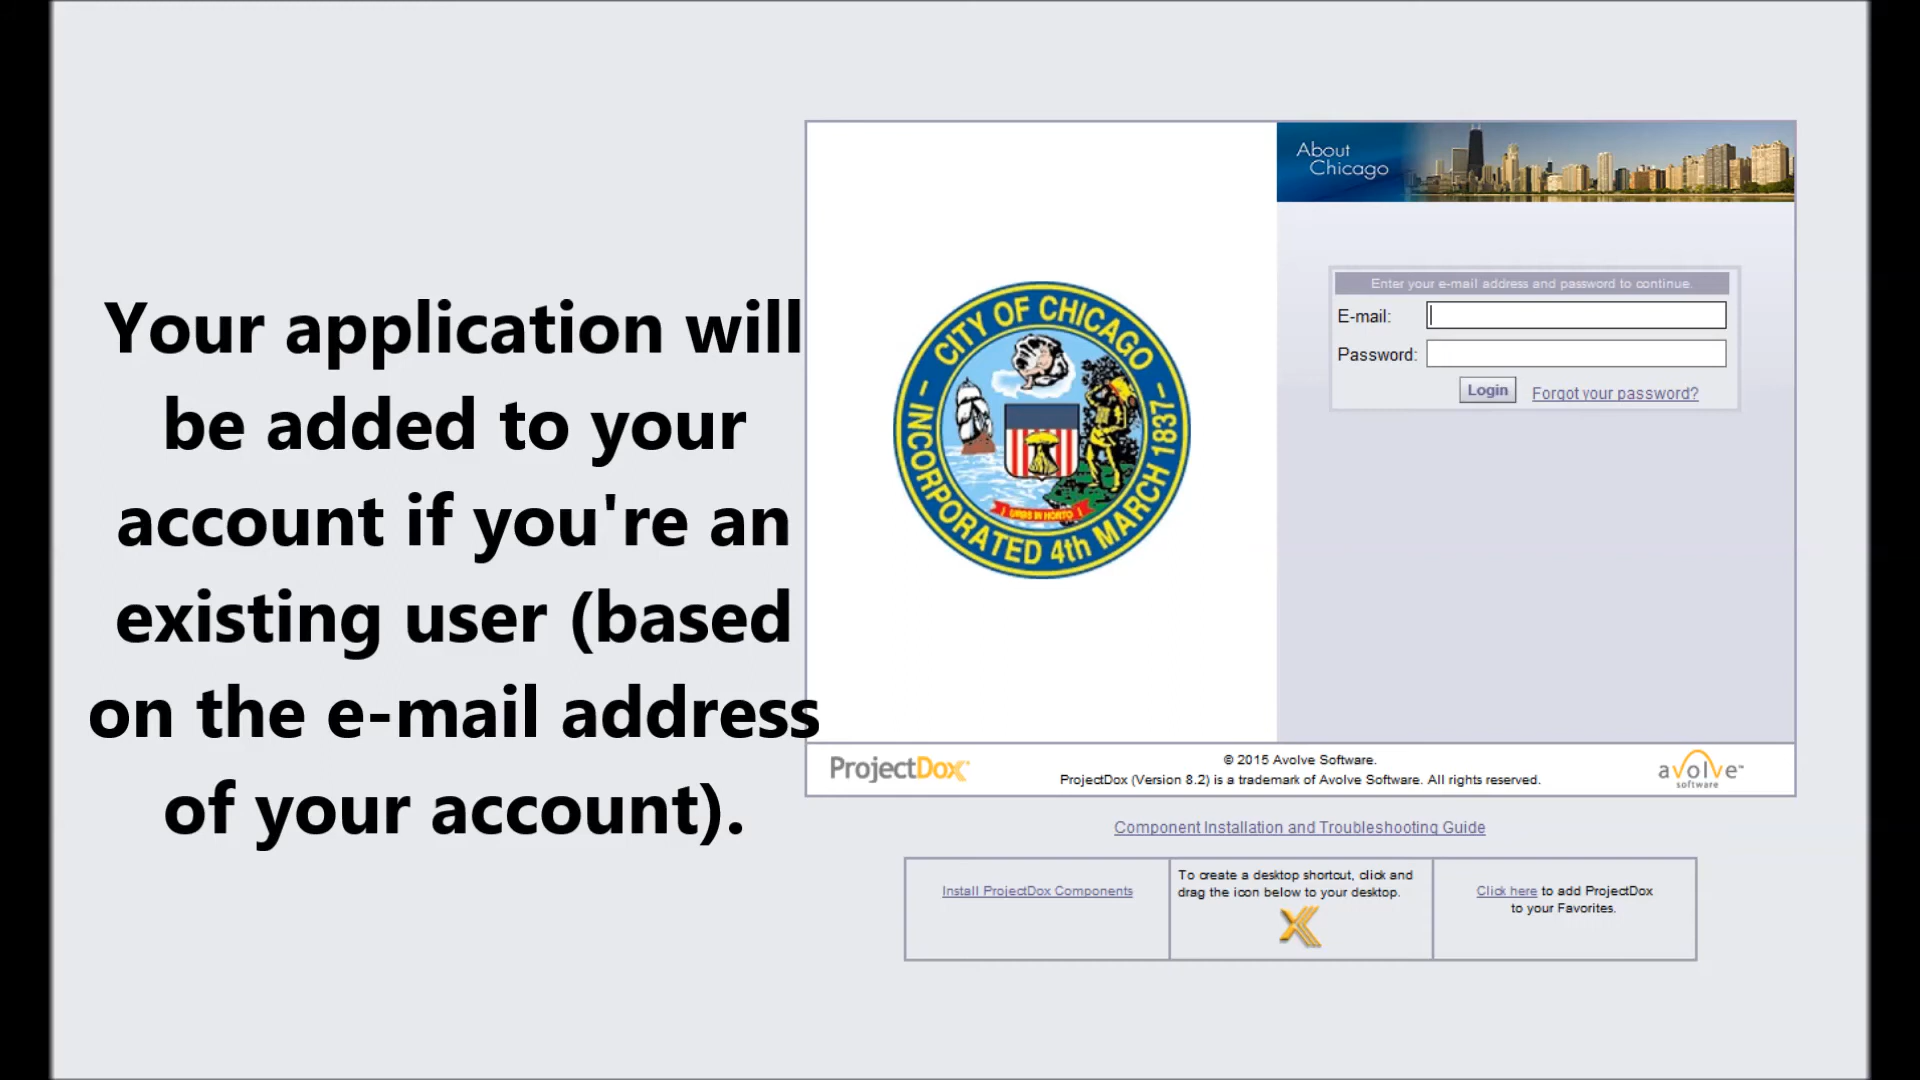 Your application will
be added to your
account if you're an
existing user (based
on the e-mail address
of your account).
About
Chicago
CITY OF CHICAGO
INCORPORATED 4th MARCH 1837
URBS IN HORTO
Enter your e-mail address and password to continue.
E-mail:
Password:
Login
Forgot your password?
ProjectDox
© 2015 Avolve Software.
ProjectDox (Version 8.2) is a trademark of Avolve Software. All rights reserved.
avolve™
software
Component Installation and Troubleshooting Guide
Install ProjectDox Components
To create a desktop shortcut, click and
drag the icon below to your desktop.
Click here to add ProjectDox
to your Favorites.